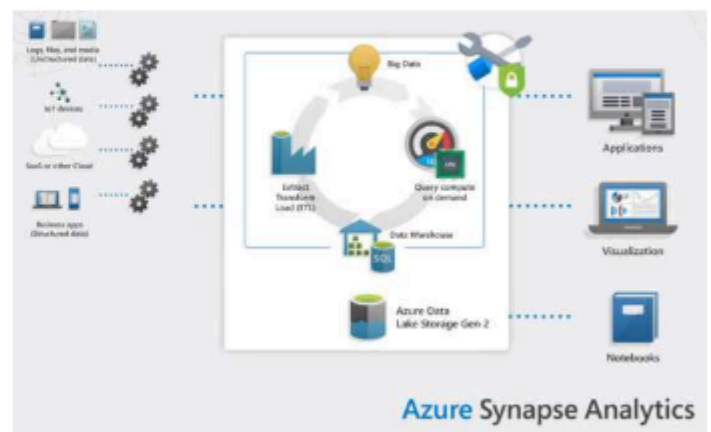 Logs, files, and media
(Unstructured data)
IoT devices
SaaS or other Cloud
Business apps
(Structured data)
Big Data
Extract
Transform
Load (ETL)
Query compute
on demand
Data Warehouse
SQL
Azure Data
Lake Storage Gen 2
Applications
Visualization
Notebooks
Azure Synapse Analytics